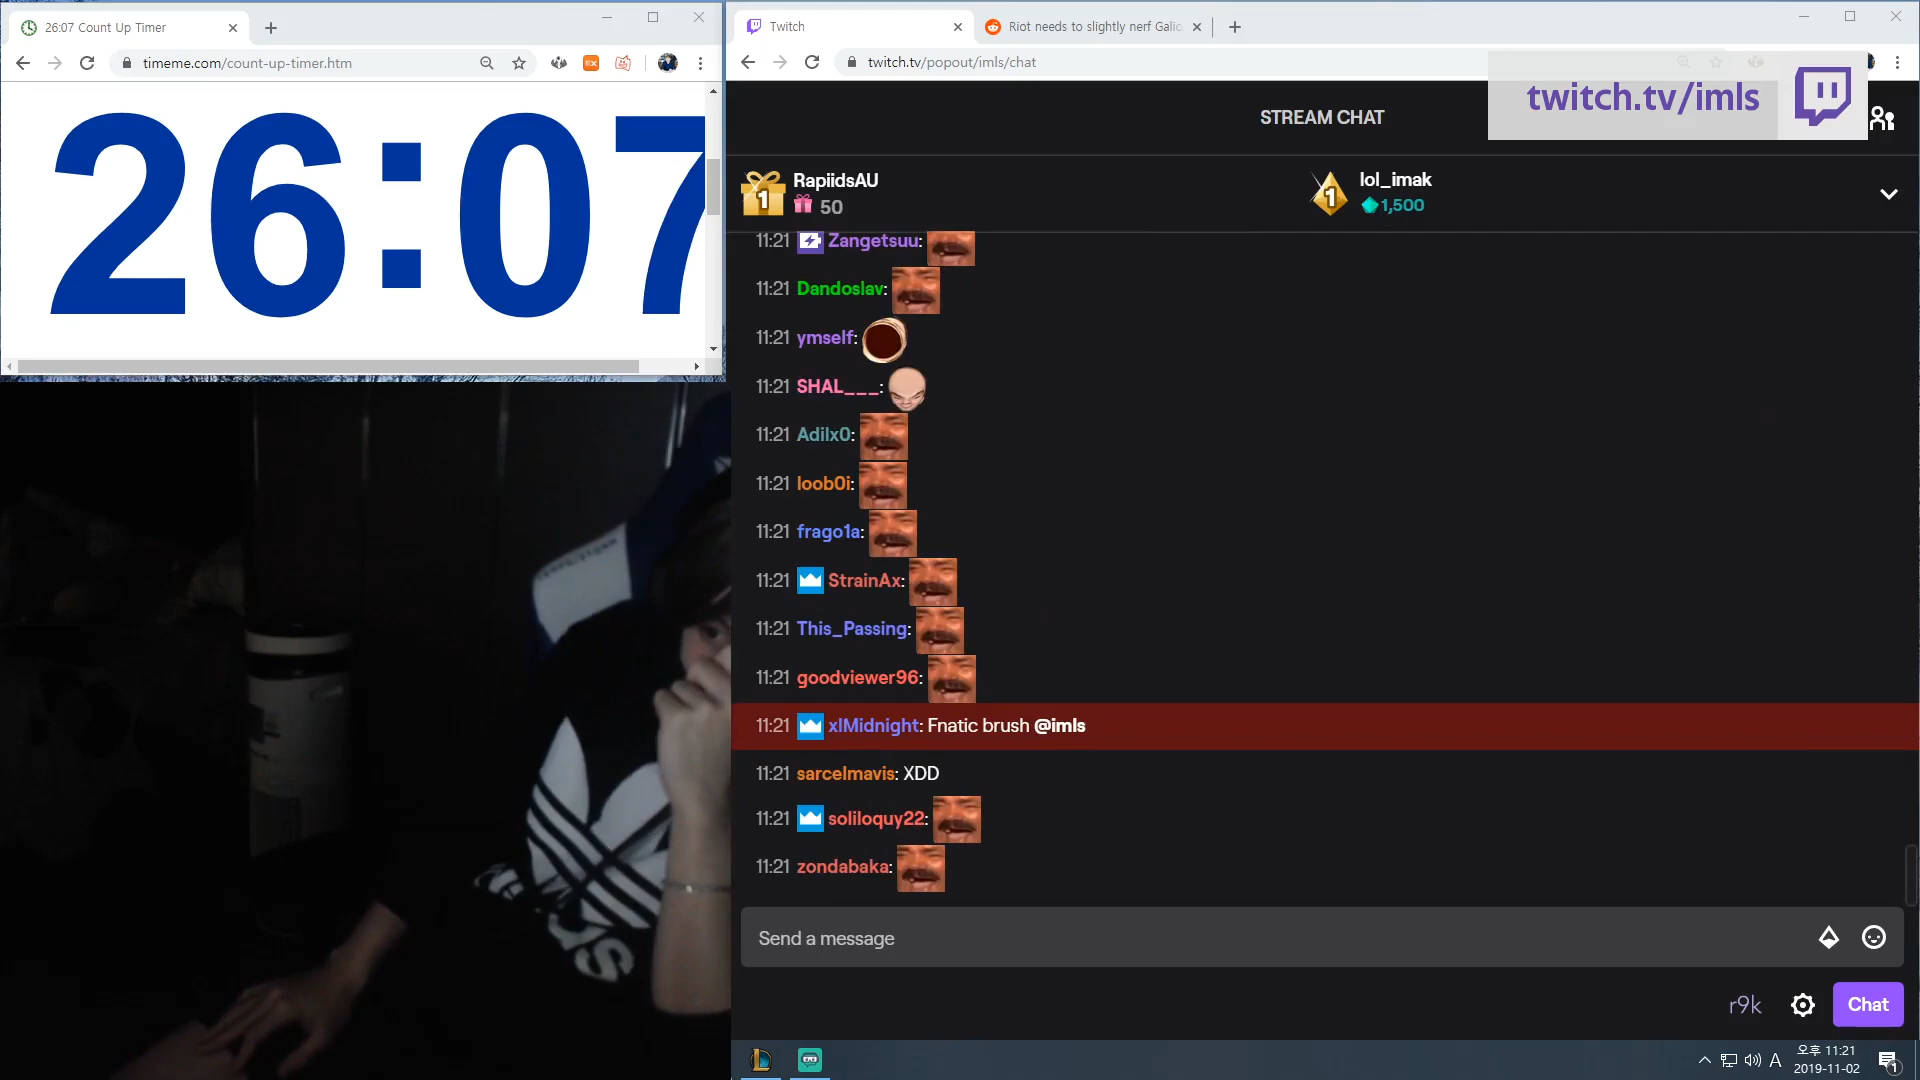 26:07 Count Up Timer
timeme.com/count-up-timer.htm
26:07
Twitch
Riot needs to slightly nerf Galio
twitch.tv/popout/imls/chat
twitch.tv/imls
STREAM CHAT
1
RapiidsAU
50
1
lol_imak
1,500
11:21 Zangetsuu:
11:21 Dandoslav:
11:21 ymself:
11:21 SHAL___:
11:21 Adilx0:
11:21 loob0i:
11:21 frago1a:
11:21 StrainAx:
11:21 This_Passing:
11:21 goodviewer96:
11:21 xlMidnight: Fnatic brush @imls
11:21 sarcelmavis: XDD
11:21 soliloquy22:
11:21 zondabaka:
Send a message
r9k
Chat
A
오후 11:21
2019-11-02
1